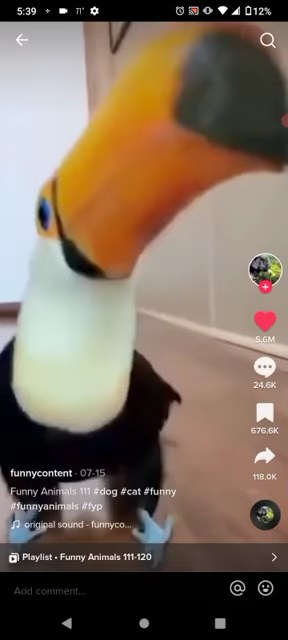 5:39
71°
12%
5.6M
24.6K
676.6K
118.0K
funnycontent · 07-15
Funny Animals 111 #dog #cat #funny
#funnyanimals #fyp
original sound - funnyco...
Playlist • Funny Animals 111-120
Add comment...